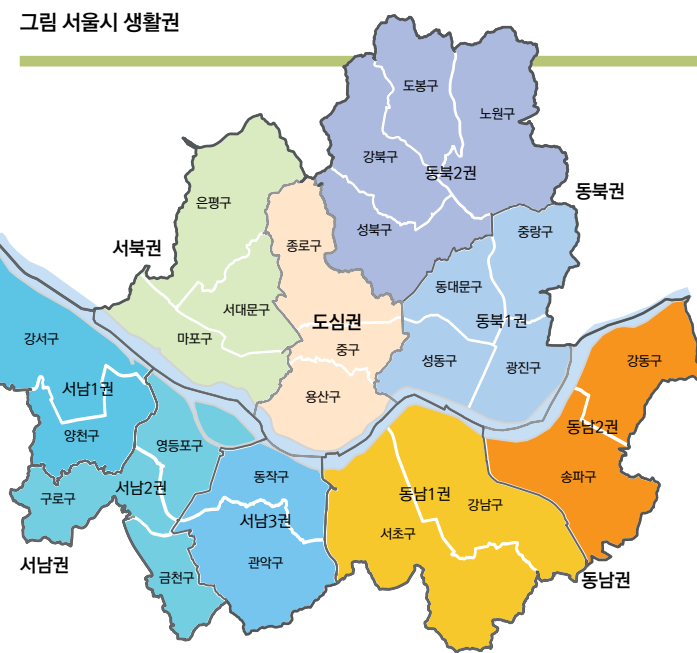 그림 서울시 생활권
도봉구
노원구
강북구
동북2권
동북권
은평구
성북구
중랑구
서북권
종로구
동대문구
서대문구
도심권
동북1권
강서구
마포구
중구
성동구
광진구
강동구
서남1권
용산구
동남2권
양천구
영등포구
동작구
송파구
구로구
서남2권
동남1권
강남구
서남3권
서초구
서남권
관악구
금천구
동남권